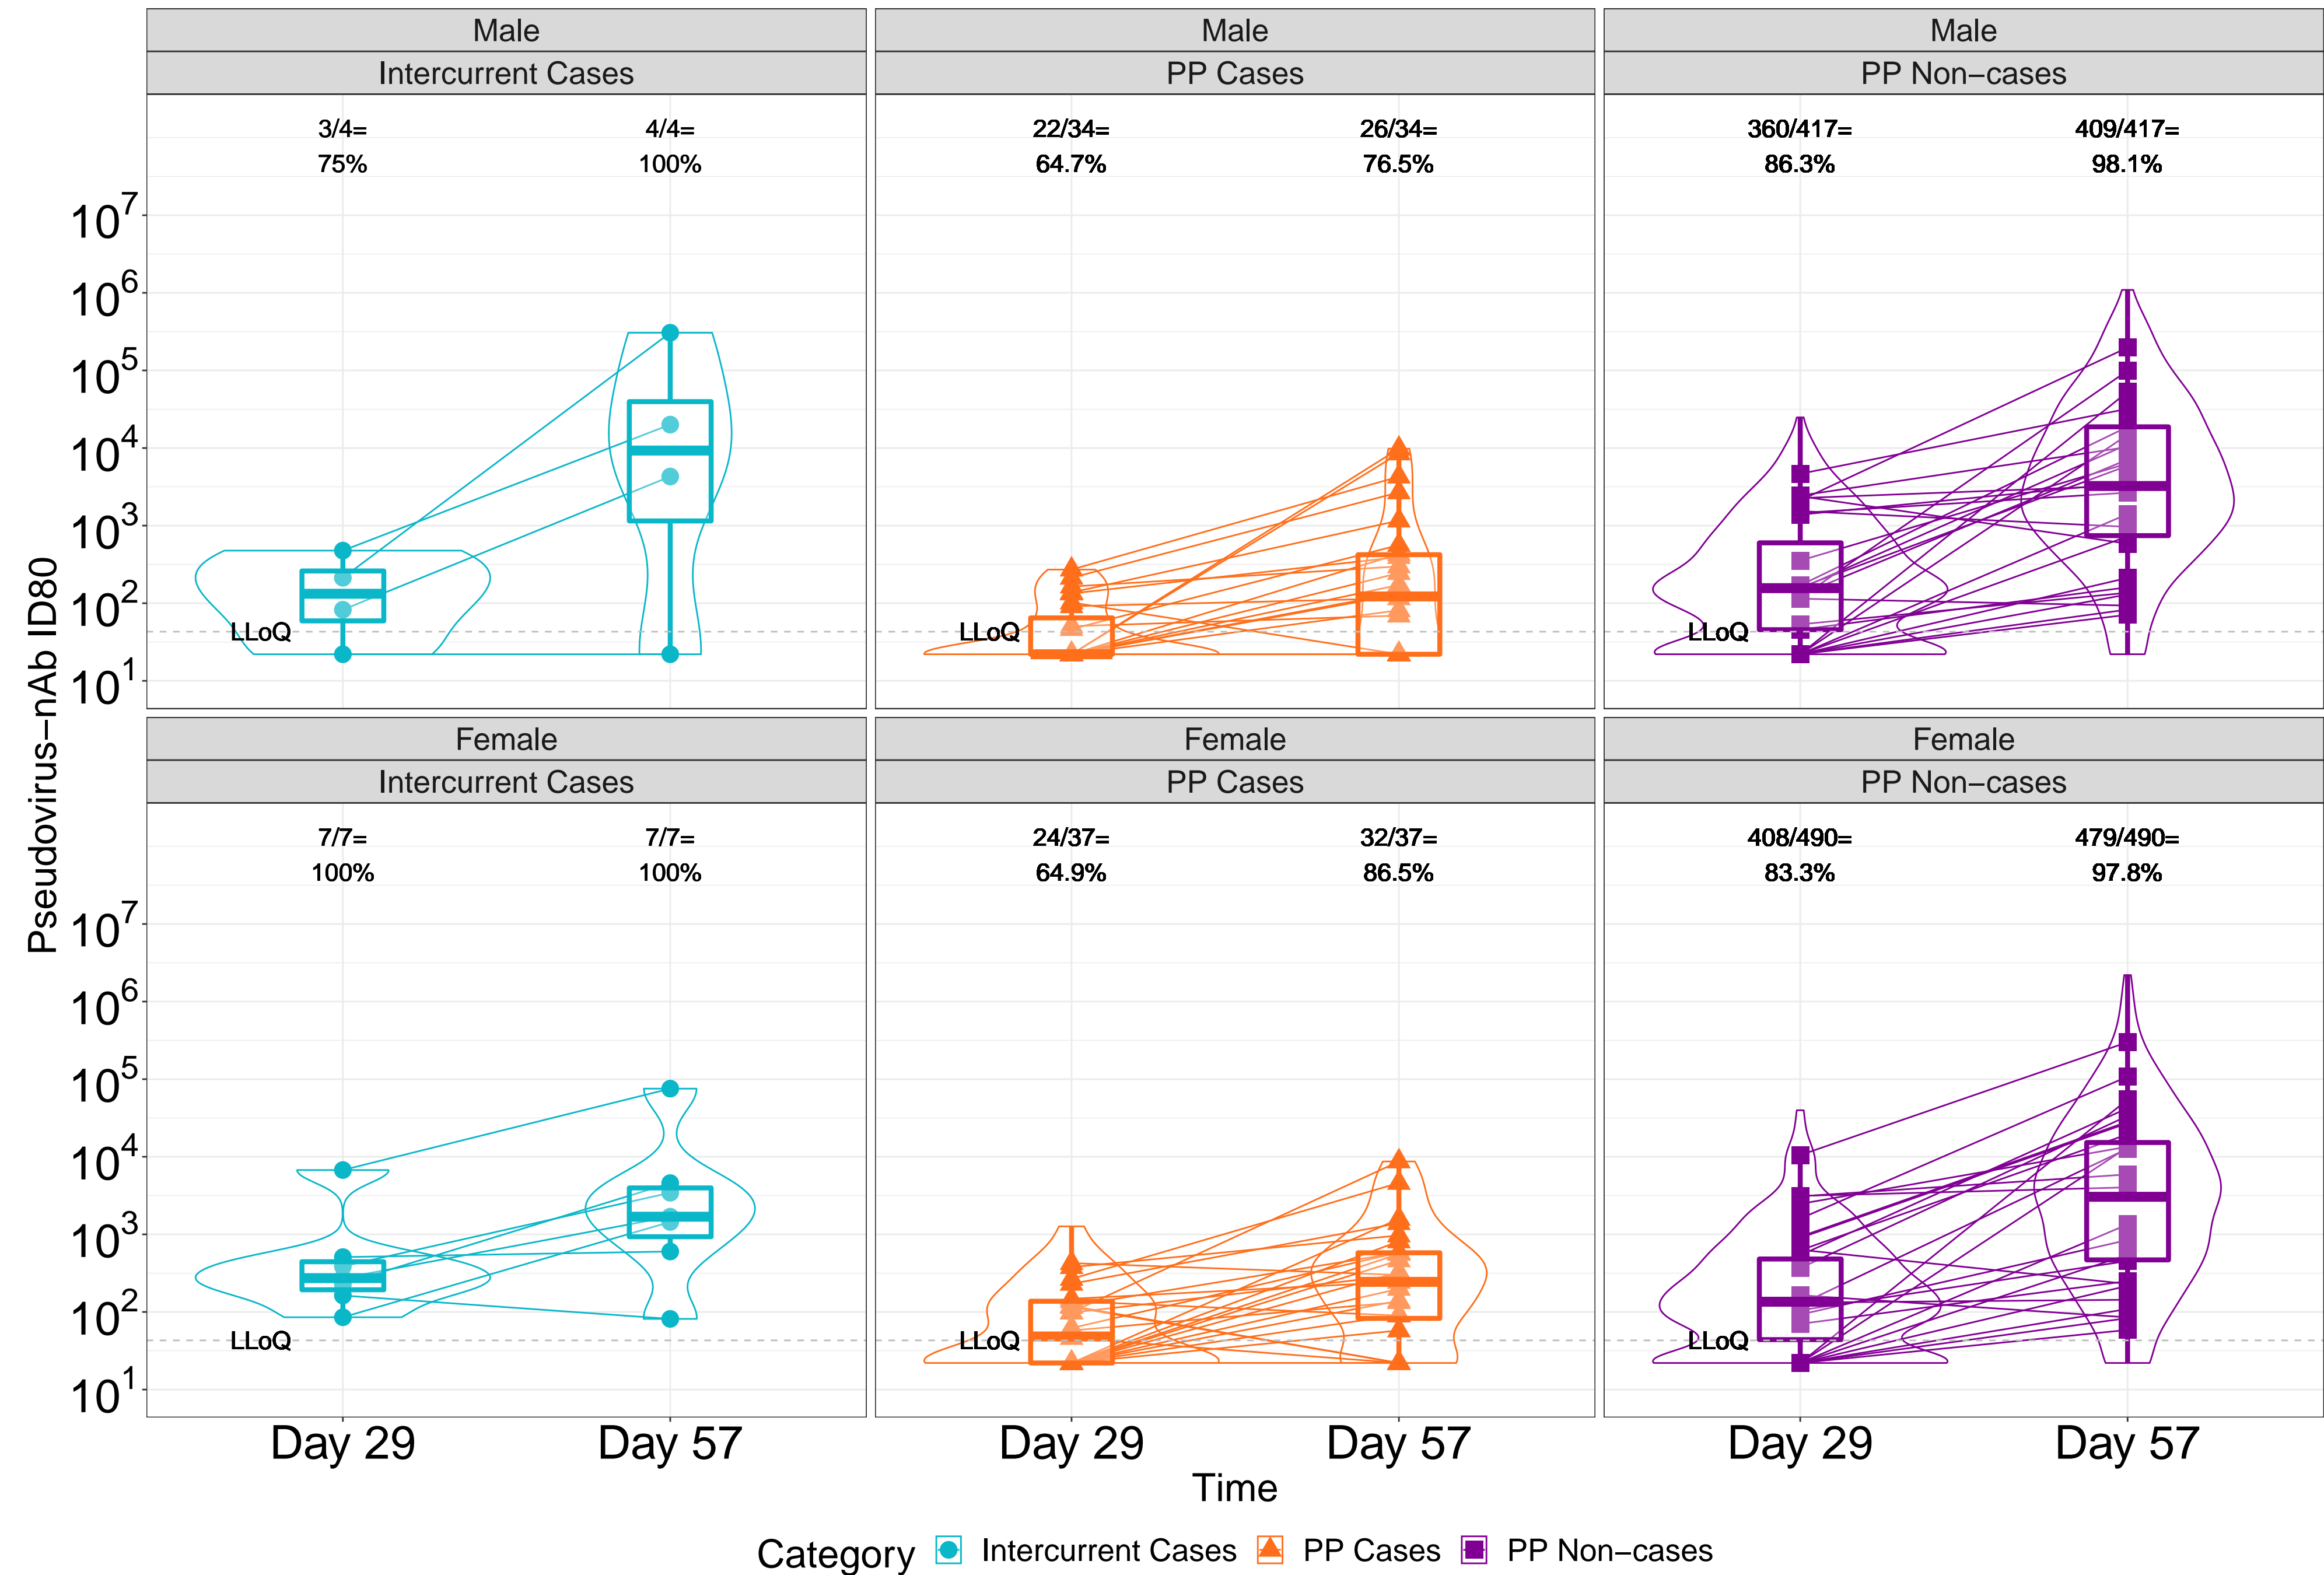 Male
Male
Male
Intercurrent Cases
PP Cases
PP Non−cases
3/4=
75%
4/4=
100%
22/34=
64.7%
26/34=
76.5%
360/417=
86.3%
409/417=
98.1%
10^7
10^6
10^5
10^4
10^3
10^2
10^1
LLoQ
LLoQ
LLoQ
Pseudovirus−nAb ID80
Female
Female
Female
Intercurrent Cases
PP Cases
PP Non−cases
7/7=
100%
7/7=
100%
24/37=
64.9%
32/37=
86.5%
408/490=
83.3%
479/490=
97.8%
10^7
10^6
10^5
10^4
10^3
10^2
10^1
LLoQ
LLoQ
LLoQ
Day 29
Day 57
Day 29
Day 57
Day 29
Day 57
Time
Category
Intercurrent Cases
PP Cases
PP Non−cases